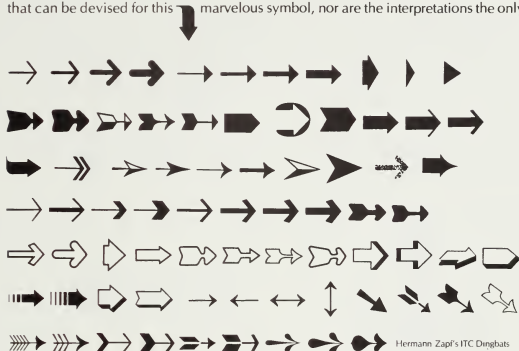 that can be devised for this marvelous symbol, nor are the interpretations the only
Hermann Zapf's ITC Dingbats